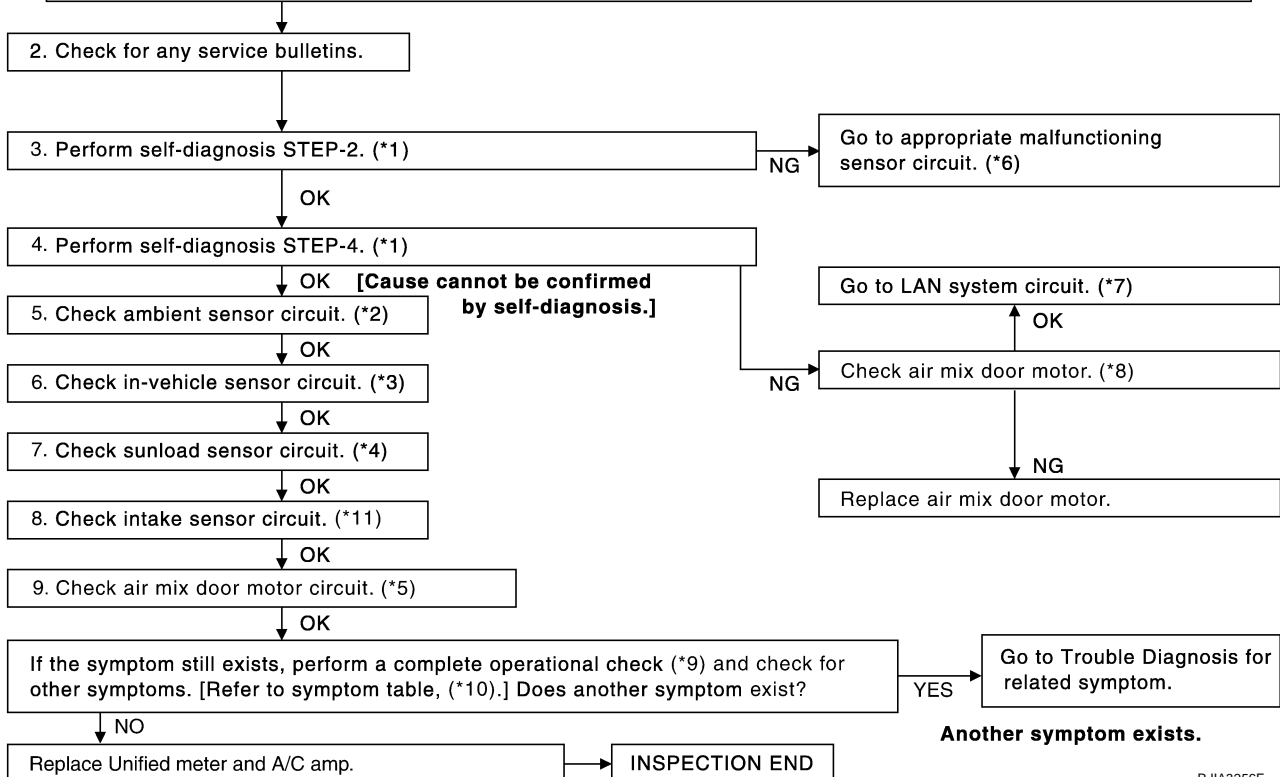 2. Check for any service bulletins.
3. Perform self-diagnosis STEP-2. (*1)
NG
Go to appropriate malfunctioning
sensor circuit. (*6)
OK
4. Perform self-diagnosis STEP-4. (*1)
OK
[Cause cannot be confirmed
by self-diagnosis.]
NG
Go to LAN system circuit. (*7)
OK
Check air mix door motor. (*8)
NG
Replace air mix door motor.
5. Check ambient sensor circuit. (*2)
OK
6. Check in-vehicle sensor circuit. (*3)
OK
7. Check sunload sensor circuit. (*4)
OK
8. Check intake sensor circuit. (*11)
OK
9. Check air mix door motor circuit. (*5)
OK
If the symptom still exists, perform a complete operational check (*9) and check for
other symptoms. [Refer to symptom table, (*10).] Does another symptom exist?
YES
Go to Trouble Diagnosis for
related symptom.
Another symptom exists.
NO
Replace Unified meter and A/C amp.
INSPECTION END